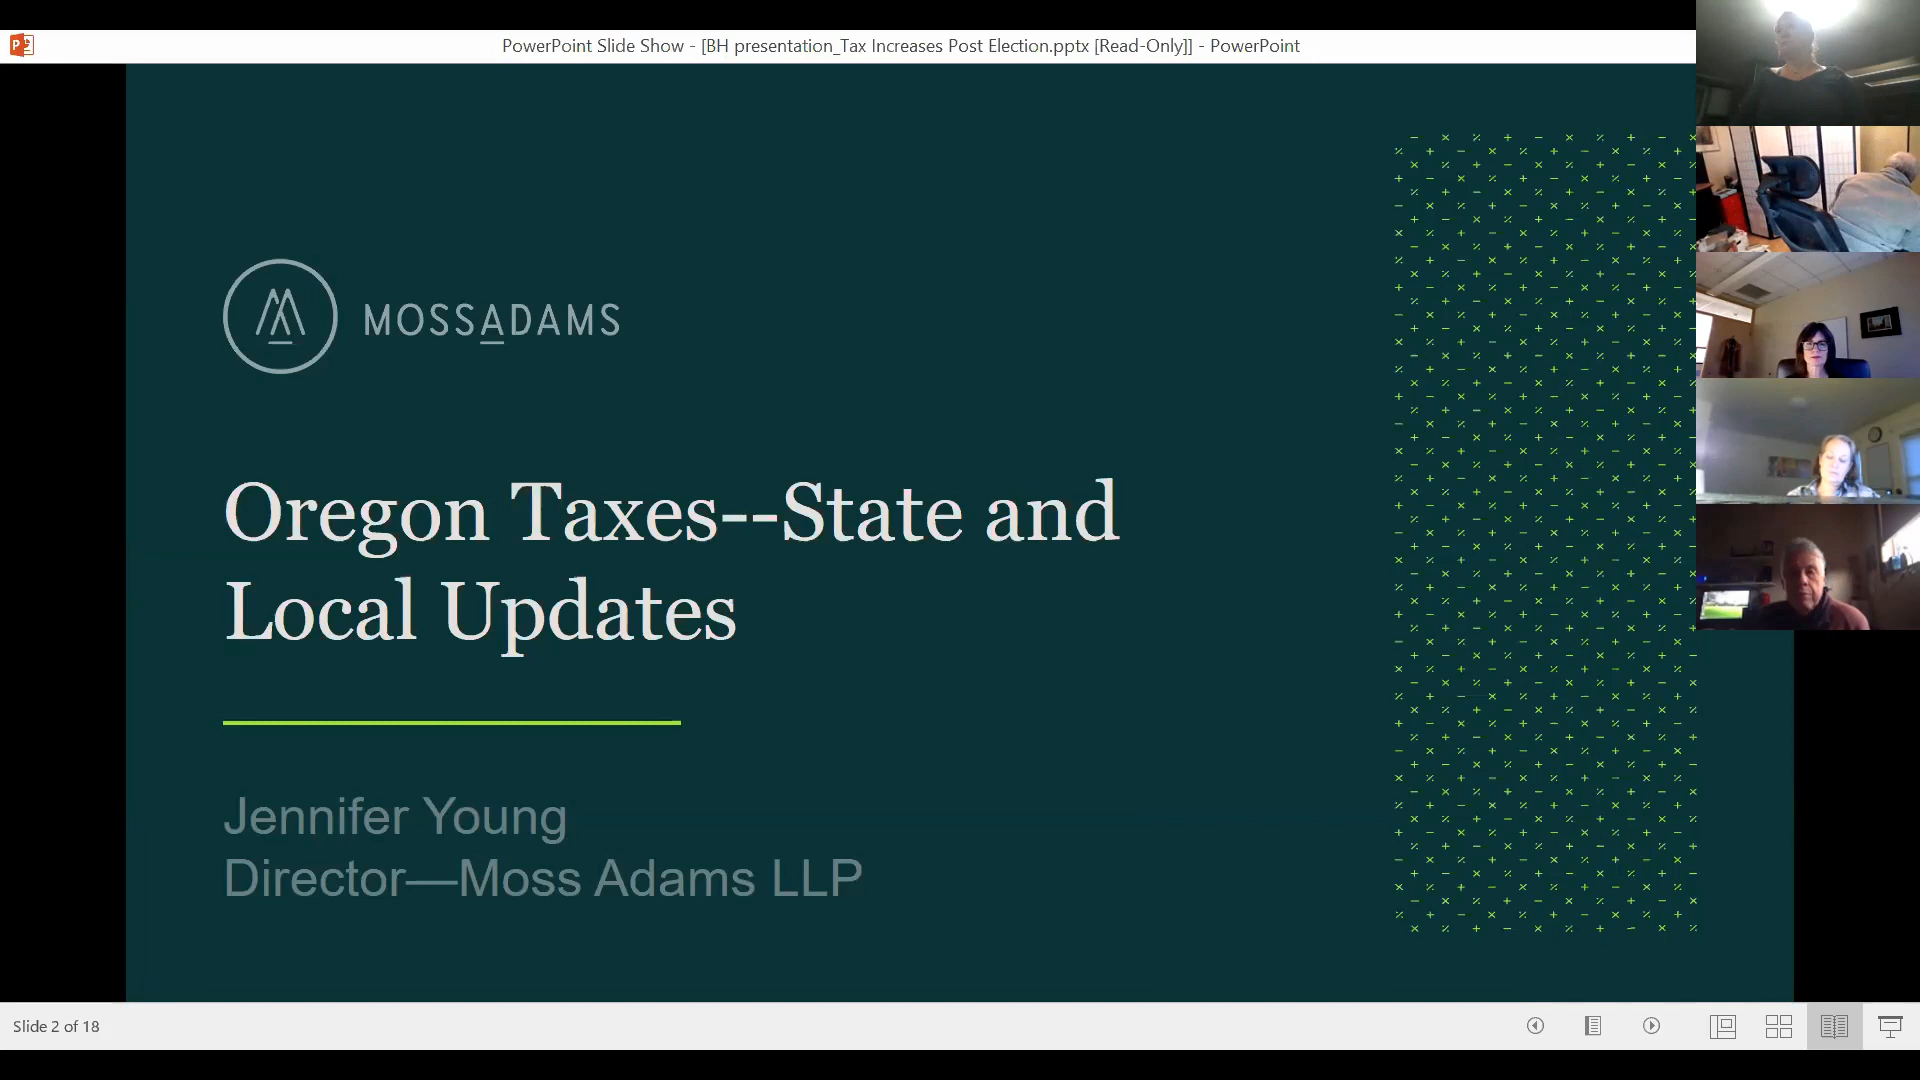 PowerPoint Slide Show - [BH presentation_Tax Increases Post Election.pptx [Read-Only]] - PowerPoint
MOSSADAMS
Oregon Taxes--State and
Local Updates
Jennifer Young
Director—Moss Adams LLP
Slide 2 of 18